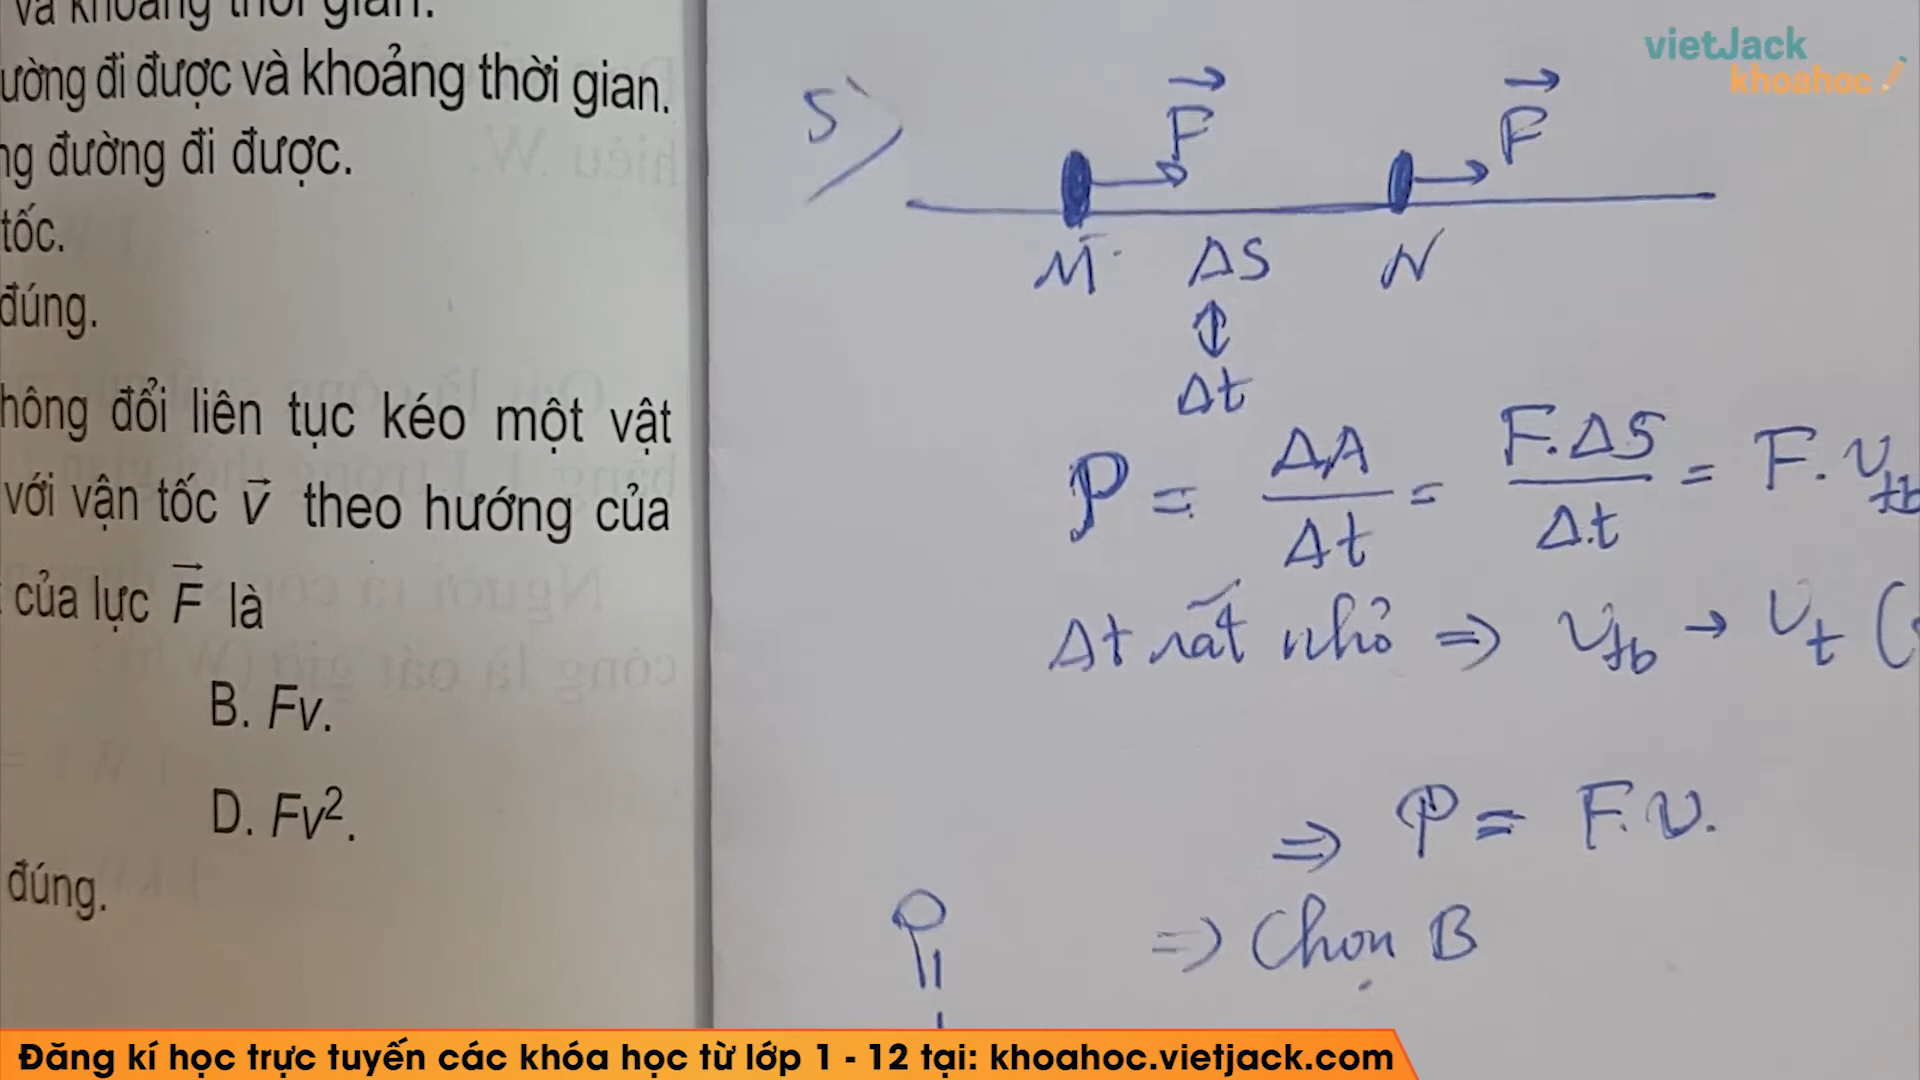 và khoảng thời gian.
ường đi được và khoảng thời gian.
ng đường đi được.
tốc.
đúng.
hông đổi liên tục kéo một vật
với vận tốc v⃗ theo hướng của
của lực F⃗ là
B. Fv.
D. Fv².
đúng.
vietJack
khoahoc
5)
F⃗ F⃗
M ΔS N
↕
Δt
P = ΔA/Δt = F.ΔS/Δt = F.v_tb
Δt rất nhỏ ⇒ v_tb → v_t (
⇒ P = F.v.
⇒ Chọn B
Đăng kí học trực tuyến các khóa học từ lớp 1 - 12 tại: khoahoc.vietjack.com